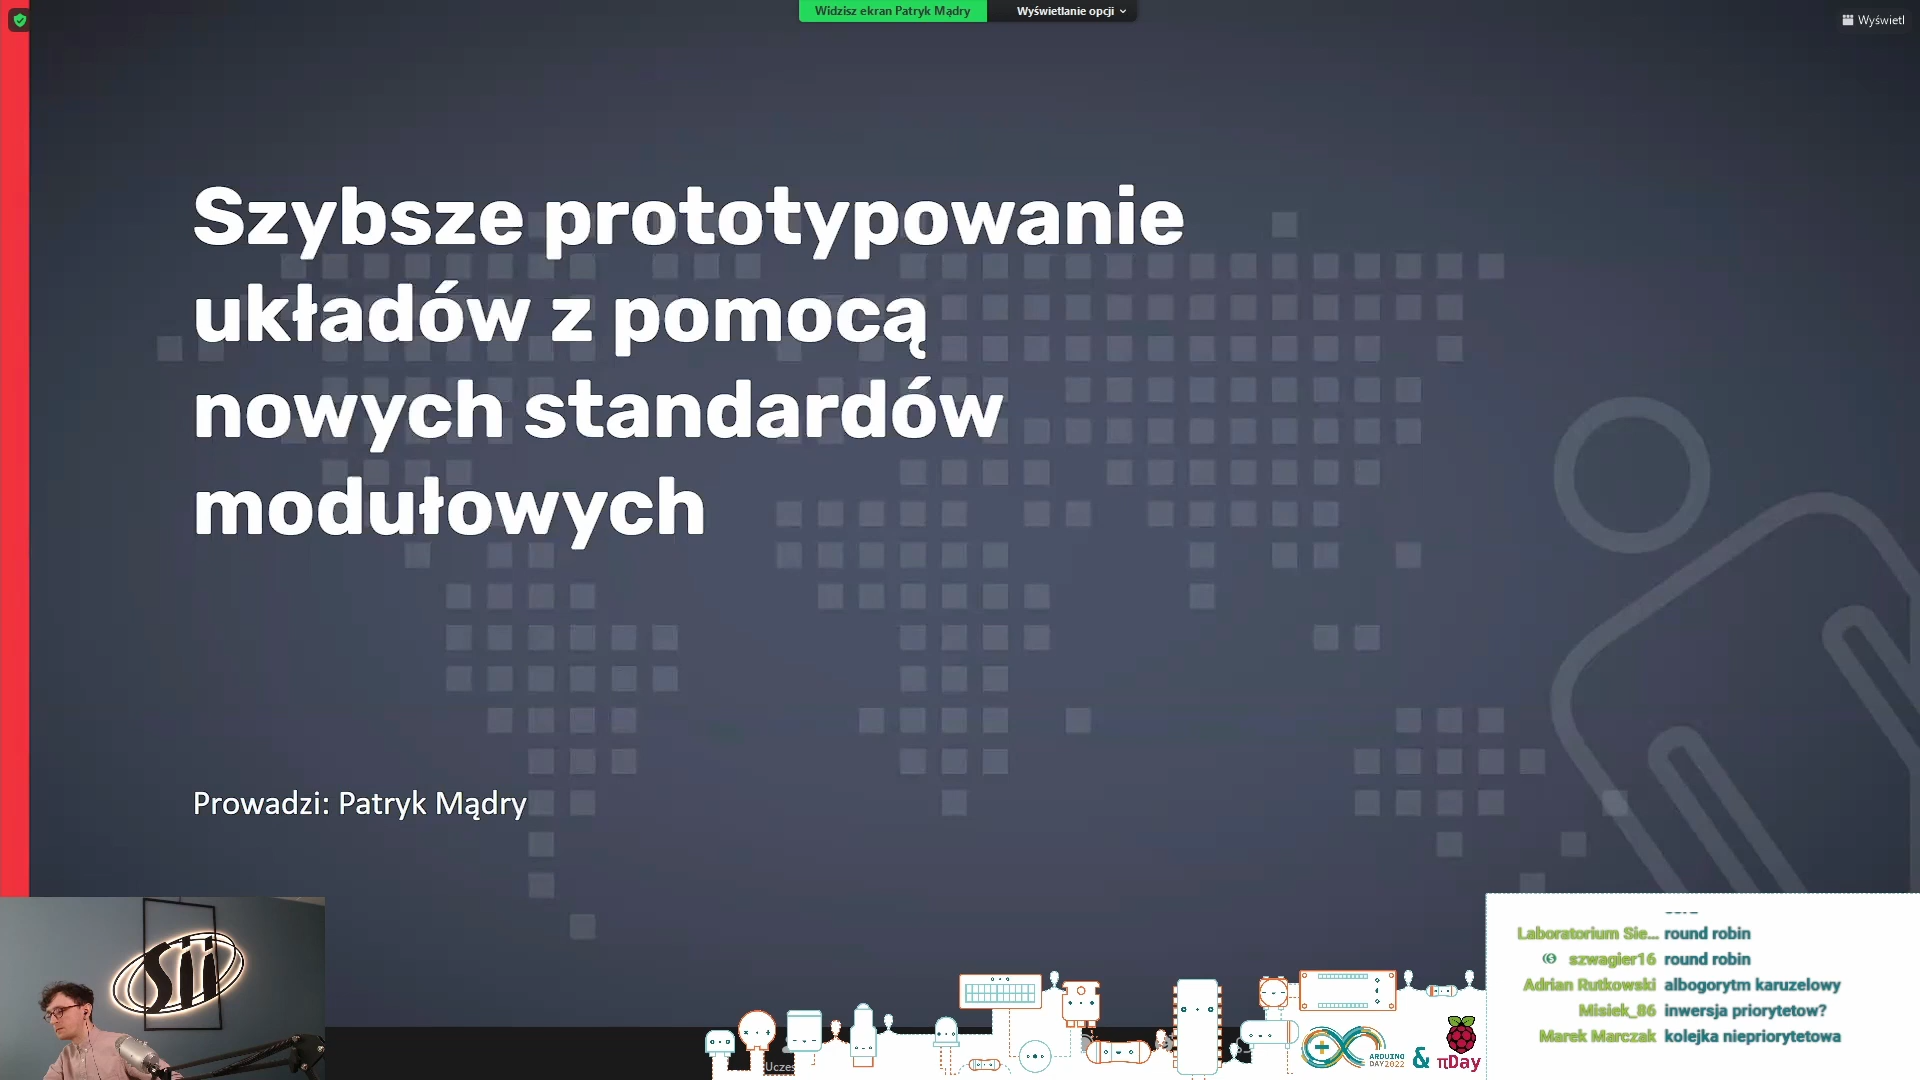 Widzisz ekran Patryk Mądry
Wyświetlanie opcji
Wyświetl
Szybsze prototypowanie
układów z pomocą
nowych standardów
modułowych
Prowadzi: Patryk Mądry
Sii
Laboratorium Sie... round robin
szwagier16 round robin
Adrian Rutkowski albogorytm karuzelowy
Misiek_86 inwersja priorytetow?
Marek Marczak kolejka niepriorytetowa
ARDUINO
DAY2022
&
πDay
Uczes